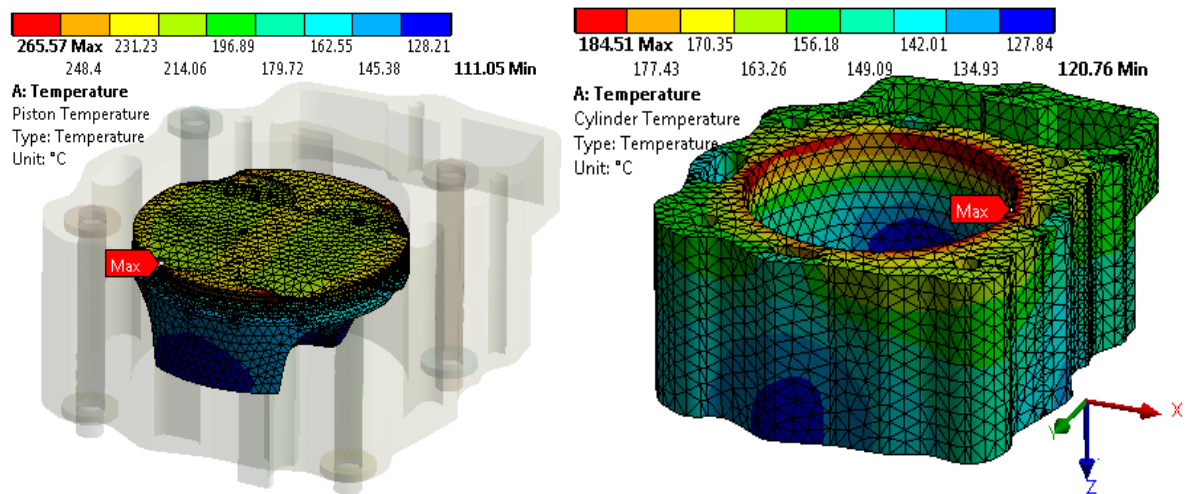 265.57 Max 231.23 196.89 162.55 128.21
248.4 214.06 179.72 145.38 111.05 Min
A: Temperature
Piston Temperature
Type: Temperature
Unit: °C
Max
184.51 Max 170.35 156.18 142.01 127.84
177.43 163.26 149.09 134.93 120.76 Min
A: Temperature
Cylinder Temperature
Type: Temperature
Unit: °C
Max
X
Y
Z